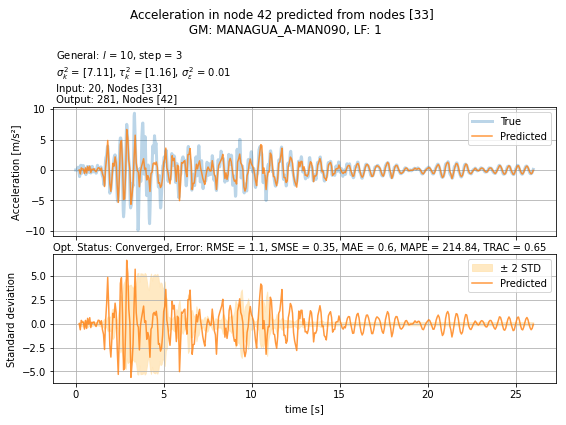 Acceleration in node 42 predicted from nodes [33]
GM: MANAGUA_A-MAN090, LF: 1
General: l = 10, step = 3
σ²ₖ = [7.11], τ²ₖ = [1.16], σ²ε = 0.01
Input: 20, Nodes [33]
Output: 281, Nodes [42]
10
5
0
−5
−10
Acceleration [m/s²]
True
Predicted
Opt. Status: Converged, Error: RMSE = 1.1, SMSE = 0.35, MAE = 0.6, MAPE = 214.84, TRAC = 0.65
5.0
2.5
0.0
−2.5
−5.0
Standard deviation
± 2 STD
Predicted
0 5 10 15 20 25
time [s]